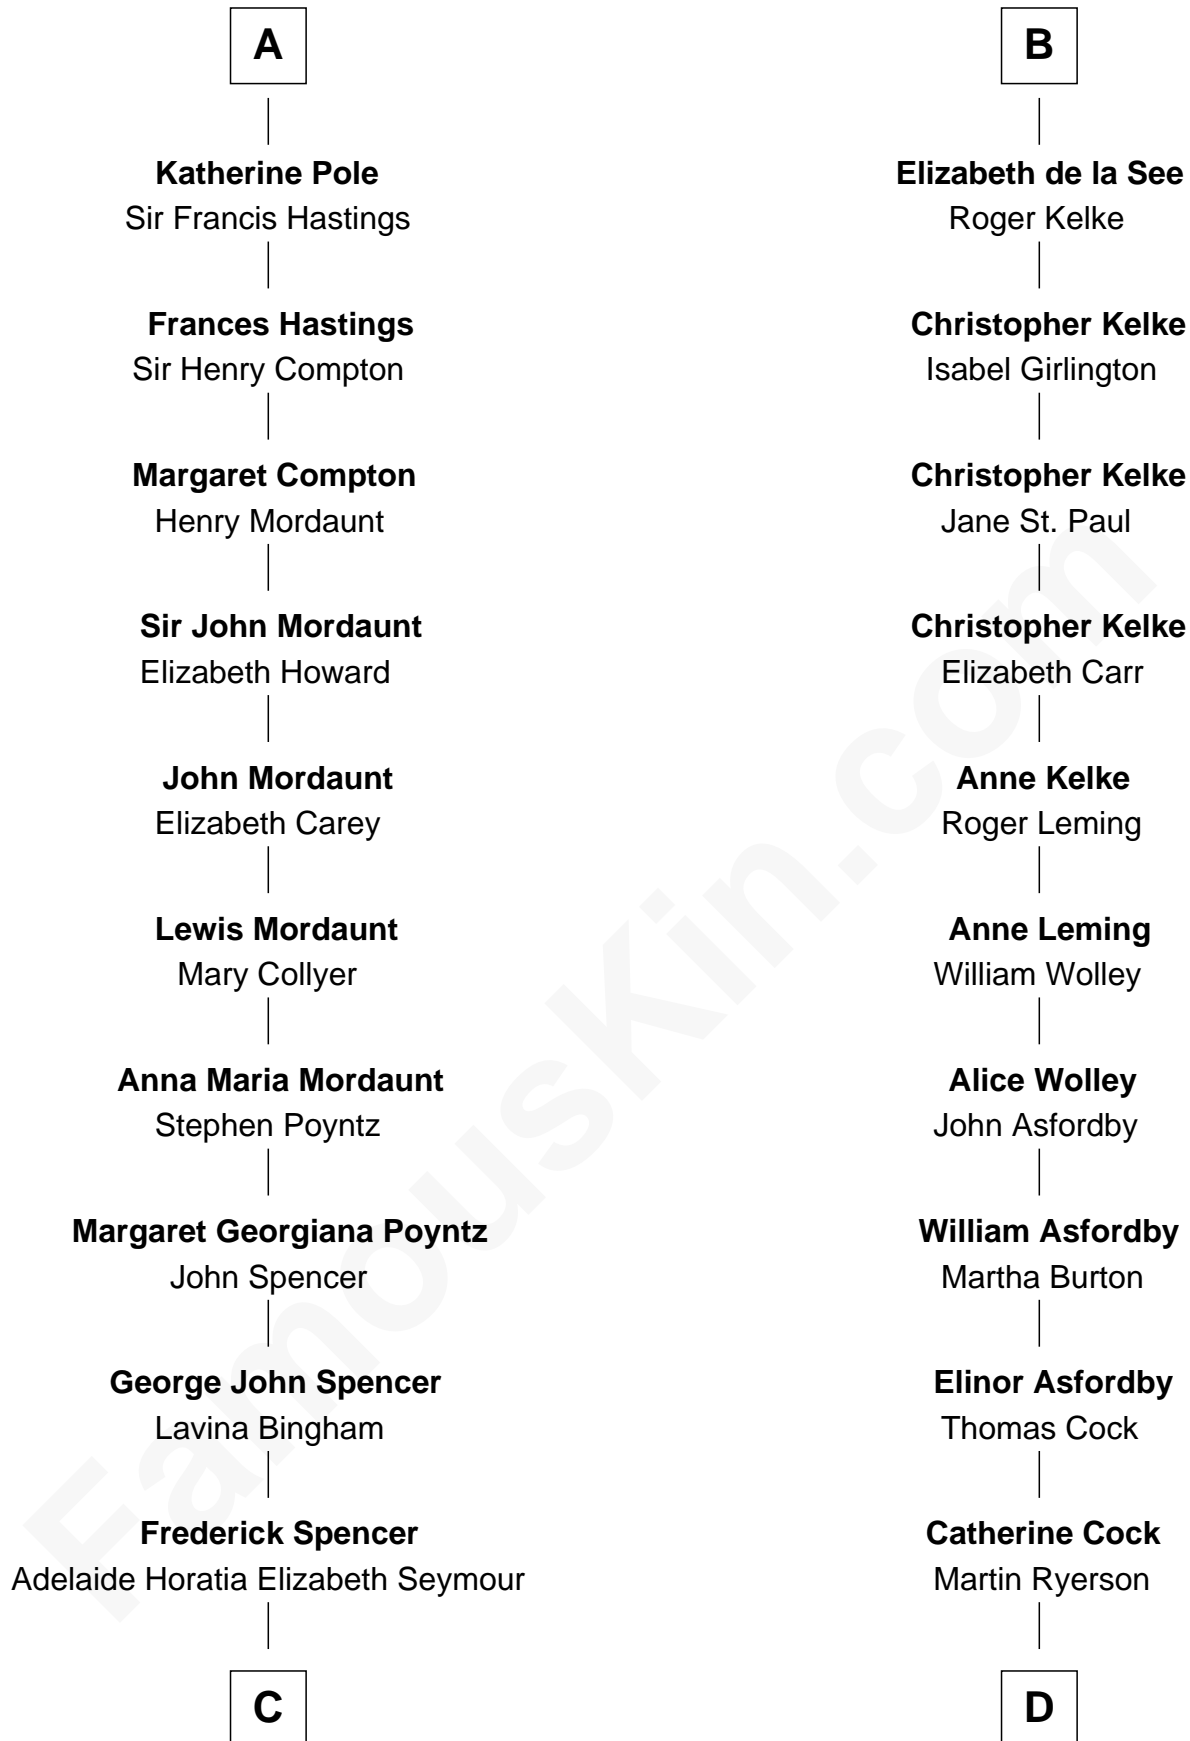 A
Katherine Pole
Sir Francis Hastings
Frances Hastings
Sir Henry Compton
Margaret Compton
Henry Mordaunt
Sir John Mordaunt
Elizabeth Howard
John Mordaunt
Elizabeth Carey
Lewis Mordaunt
Mary Collyer
Anna Maria Mordaunt
Stephen Poyntz
Margaret Georgiana Poyntz
John Spencer
George John Spencer
Lavina Bingham
Frederick Spencer
Adelaide Horatia Elizabeth Seymour
C
B
Elizabeth de la See
Roger Kelke
Christopher Kelke
Isabel Girlington
Christopher Kelke
Jane St. Paul
Christopher Kelke
Elizabeth Carr
Anne Kelke
Roger Leming
Anne Leming
William Wolley
Alice Wolley
John Asfordby
William Asfordby
Martha Burton
Elinor Asfordby
Thomas Cock
Catherine Cock
Martin Ryerson
D
FamousKin.com